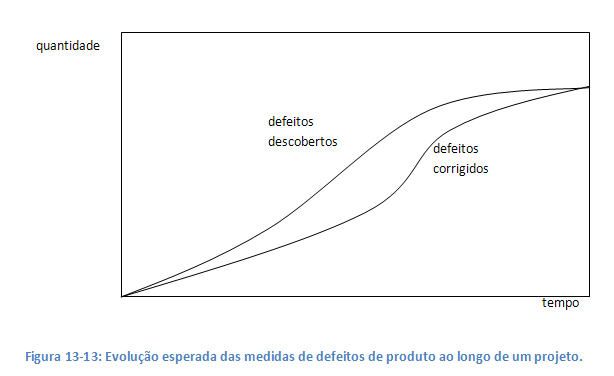 quantidade
defeitos
descobertos
defeitos
corrigidos
tempo
Figura 13-13: Evolução esperada das medidas de defeitos de produto ao longo de um projeto.